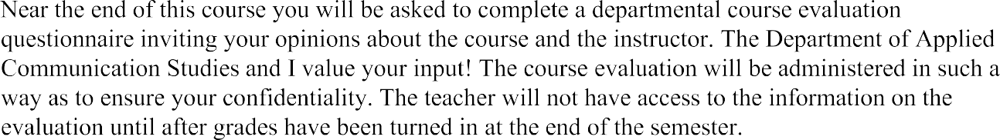 Near the end of this course you will be asked to complete a departmental course evaluation
questionnaire inviting your opinions about the course and the instructor. The Department of Applied
Communication Studies and I value your input! The course evaluation will be administered in such a
way as to ensure your confidentiality. The teacher will not have access to the information on the
evaluation until after grades have been turned in at the end of the semester.